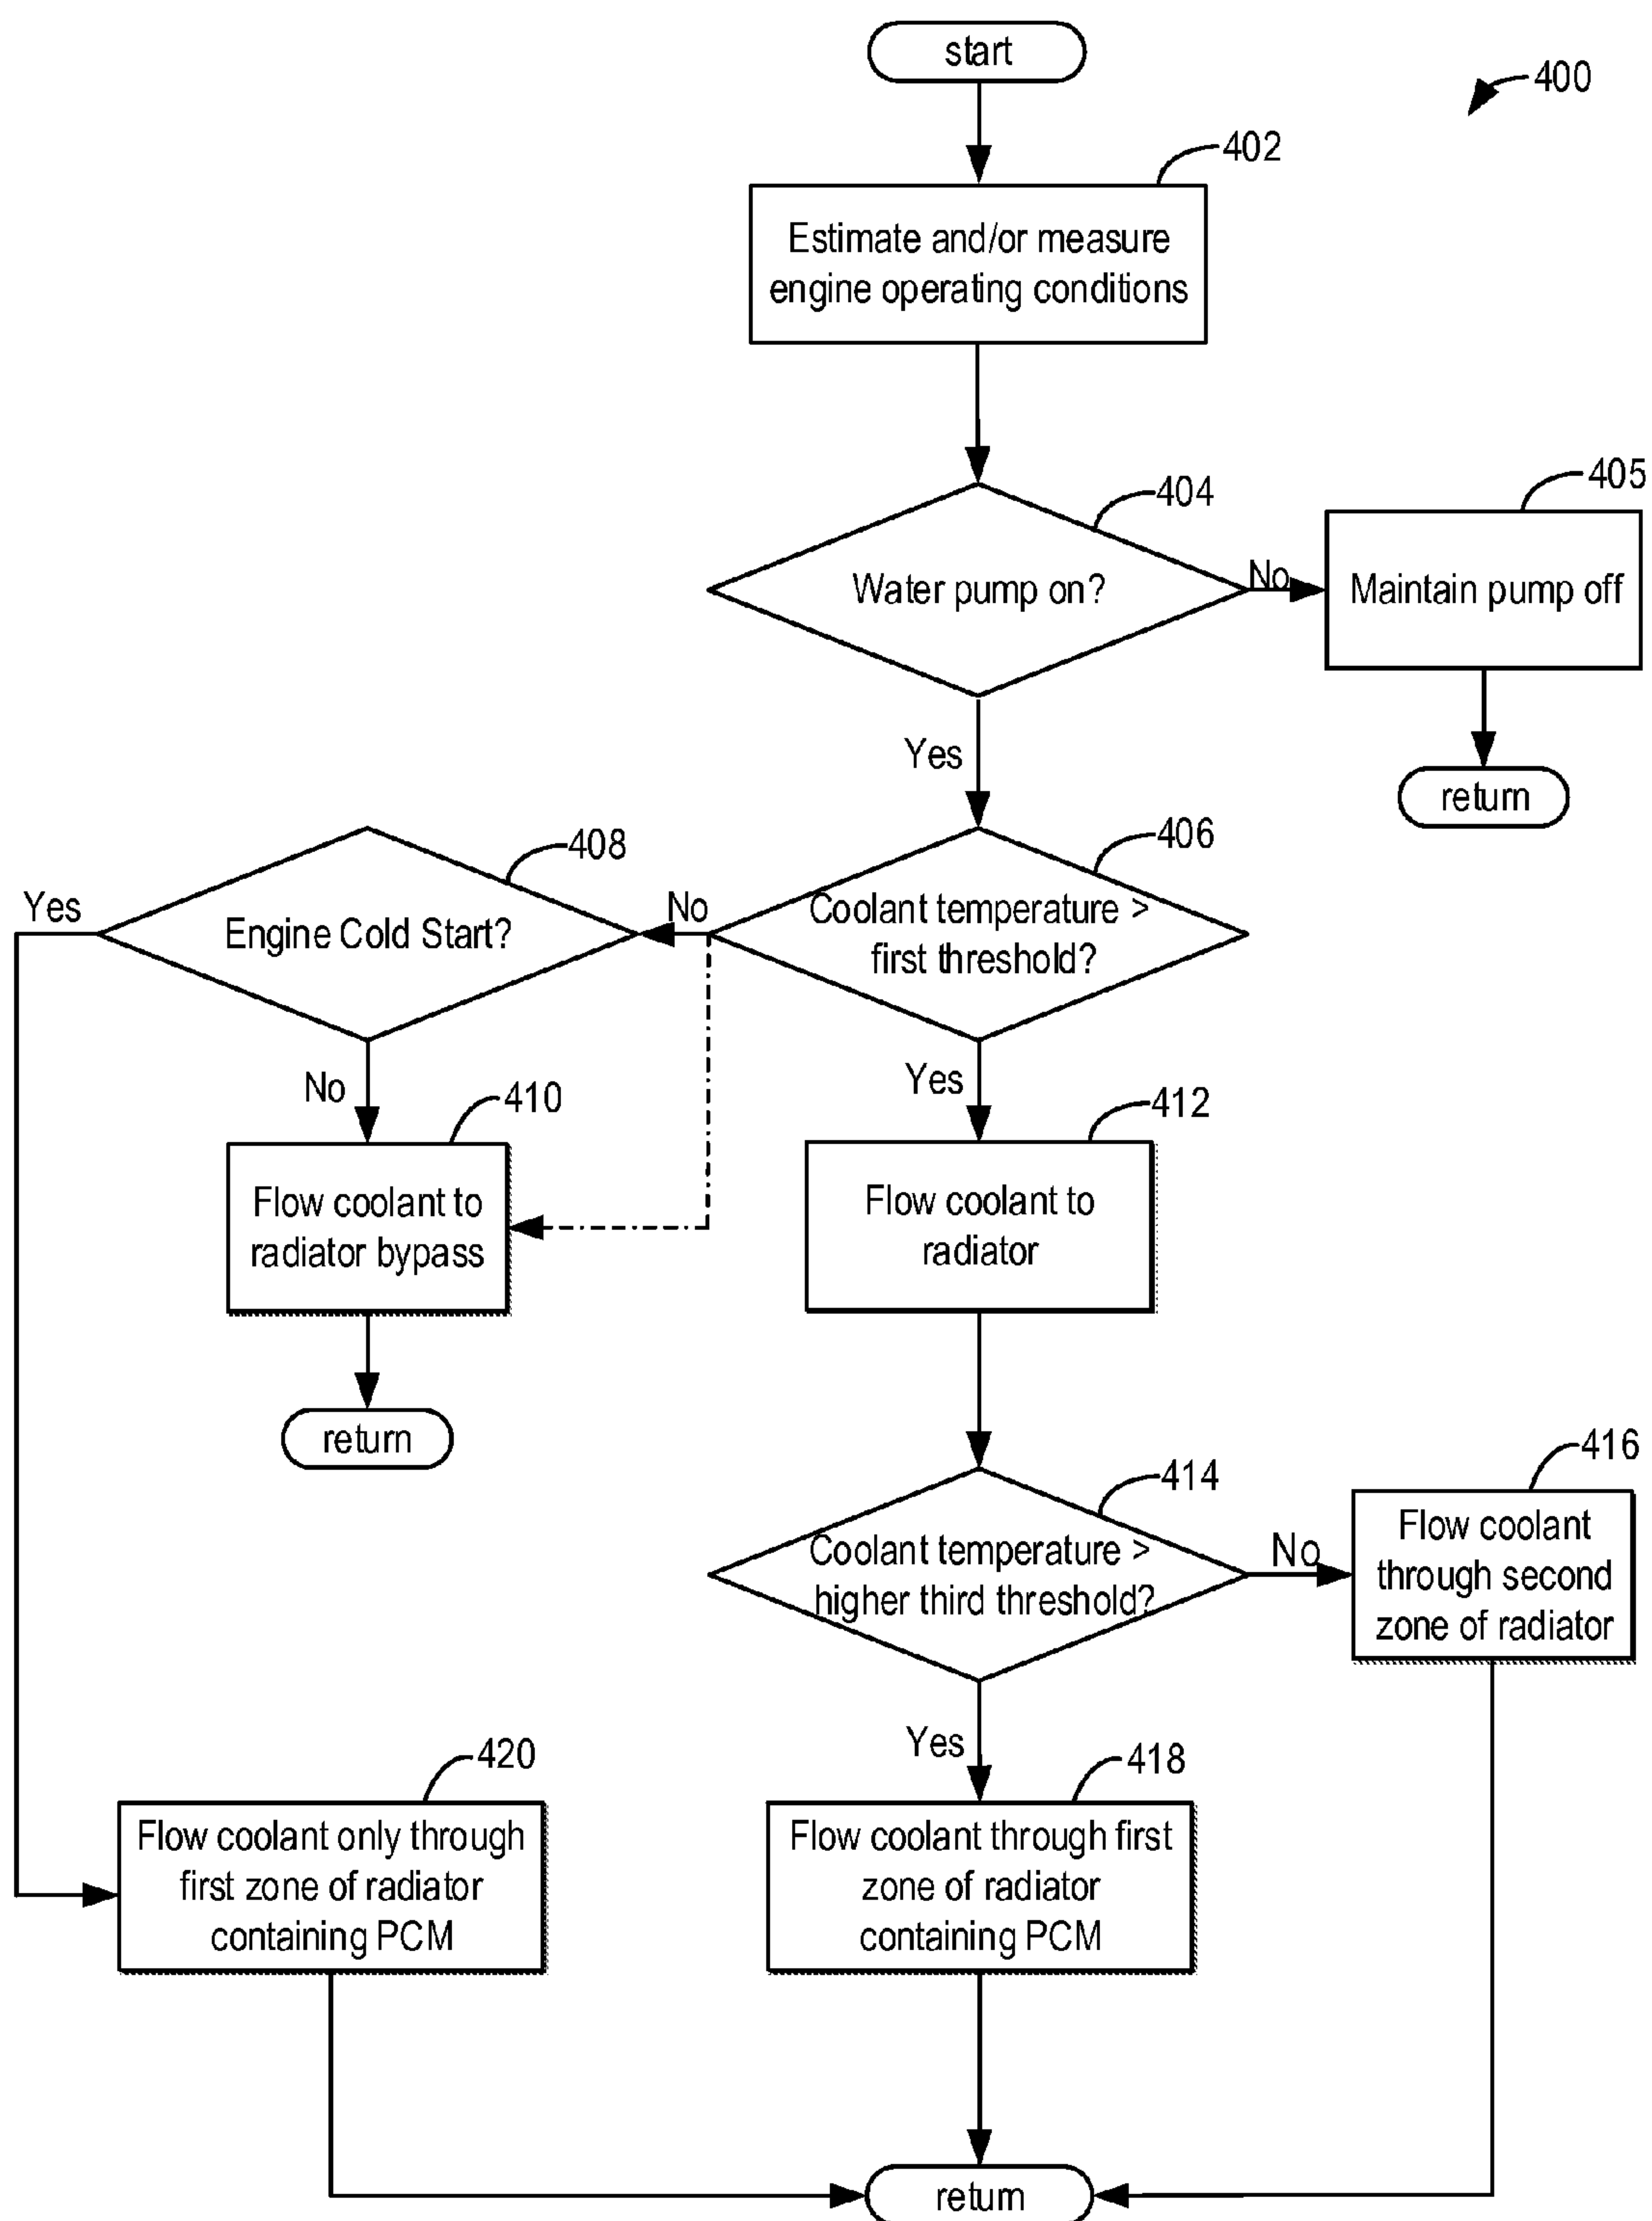 start
400
402
Estimate and/or measure
engine operating conditions
404
405
Water pump on?
No
Maintain pump off
Yes
return
408
406
Yes
Engine Cold Start?
No
Coolant temperature >
first threshold?
No
410
Yes
412
Flow coolant to
radiator bypass
Flow coolant to
radiator
return
414
416
Coolant temperature >
higher third threshold?
No
Flow coolant
through second
zone of radiator
Yes
420
418
Flow coolant only through
first zone of radiator
containing PCM
Flow coolant through first
zone of radiator
containing PCM
return